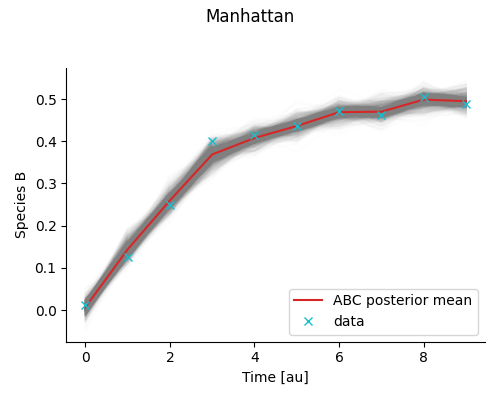 Manhattan
0.5
0.4
0.3
0.2
0.1
0.0
Species B
ABC posterior mean
data
0 2 4 6 8
Time [au]